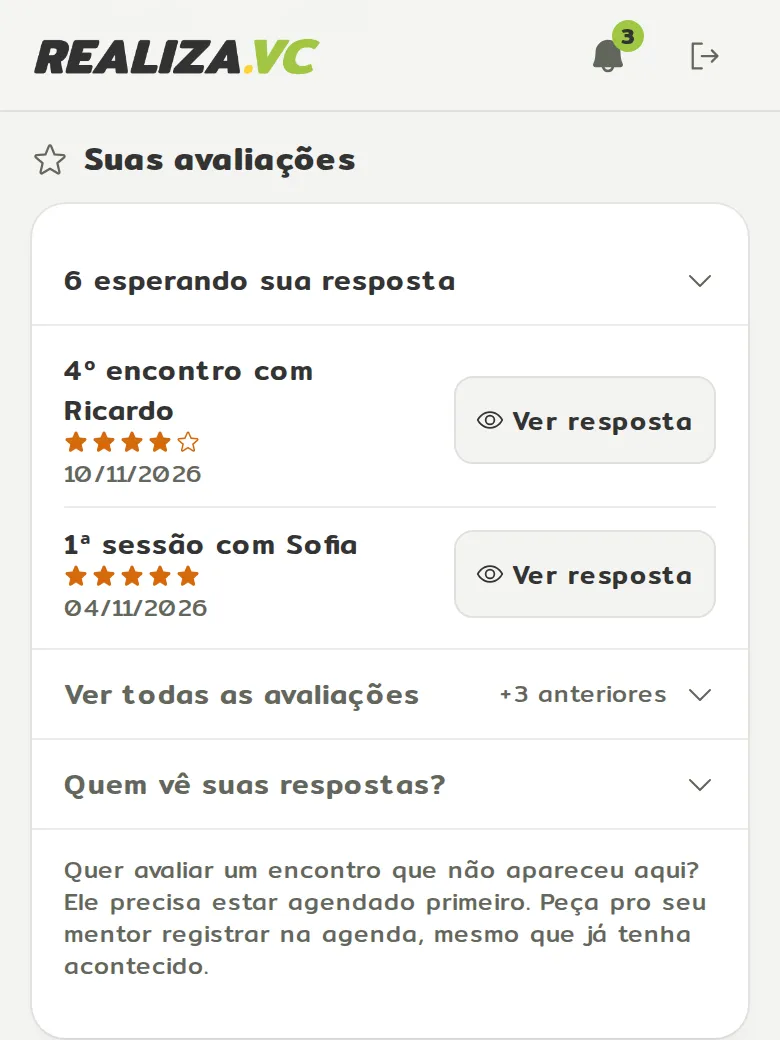 REALIZA.VC
3
Suas avaliações
6 esperando sua resposta
4º encontro com
Ricardo
10/11/2026
Ver resposta
1ª sessão com Sofia
04/11/2026
Ver resposta
Ver todas as avaliações
+3 anteriores
Quem vê suas respostas?
Quer avaliar um encontro que não apareceu aqui?
Ele precisa estar agendado primeiro. Peça pro seu
mentor registrar na agenda, mesmo que já tenha
acontecido.